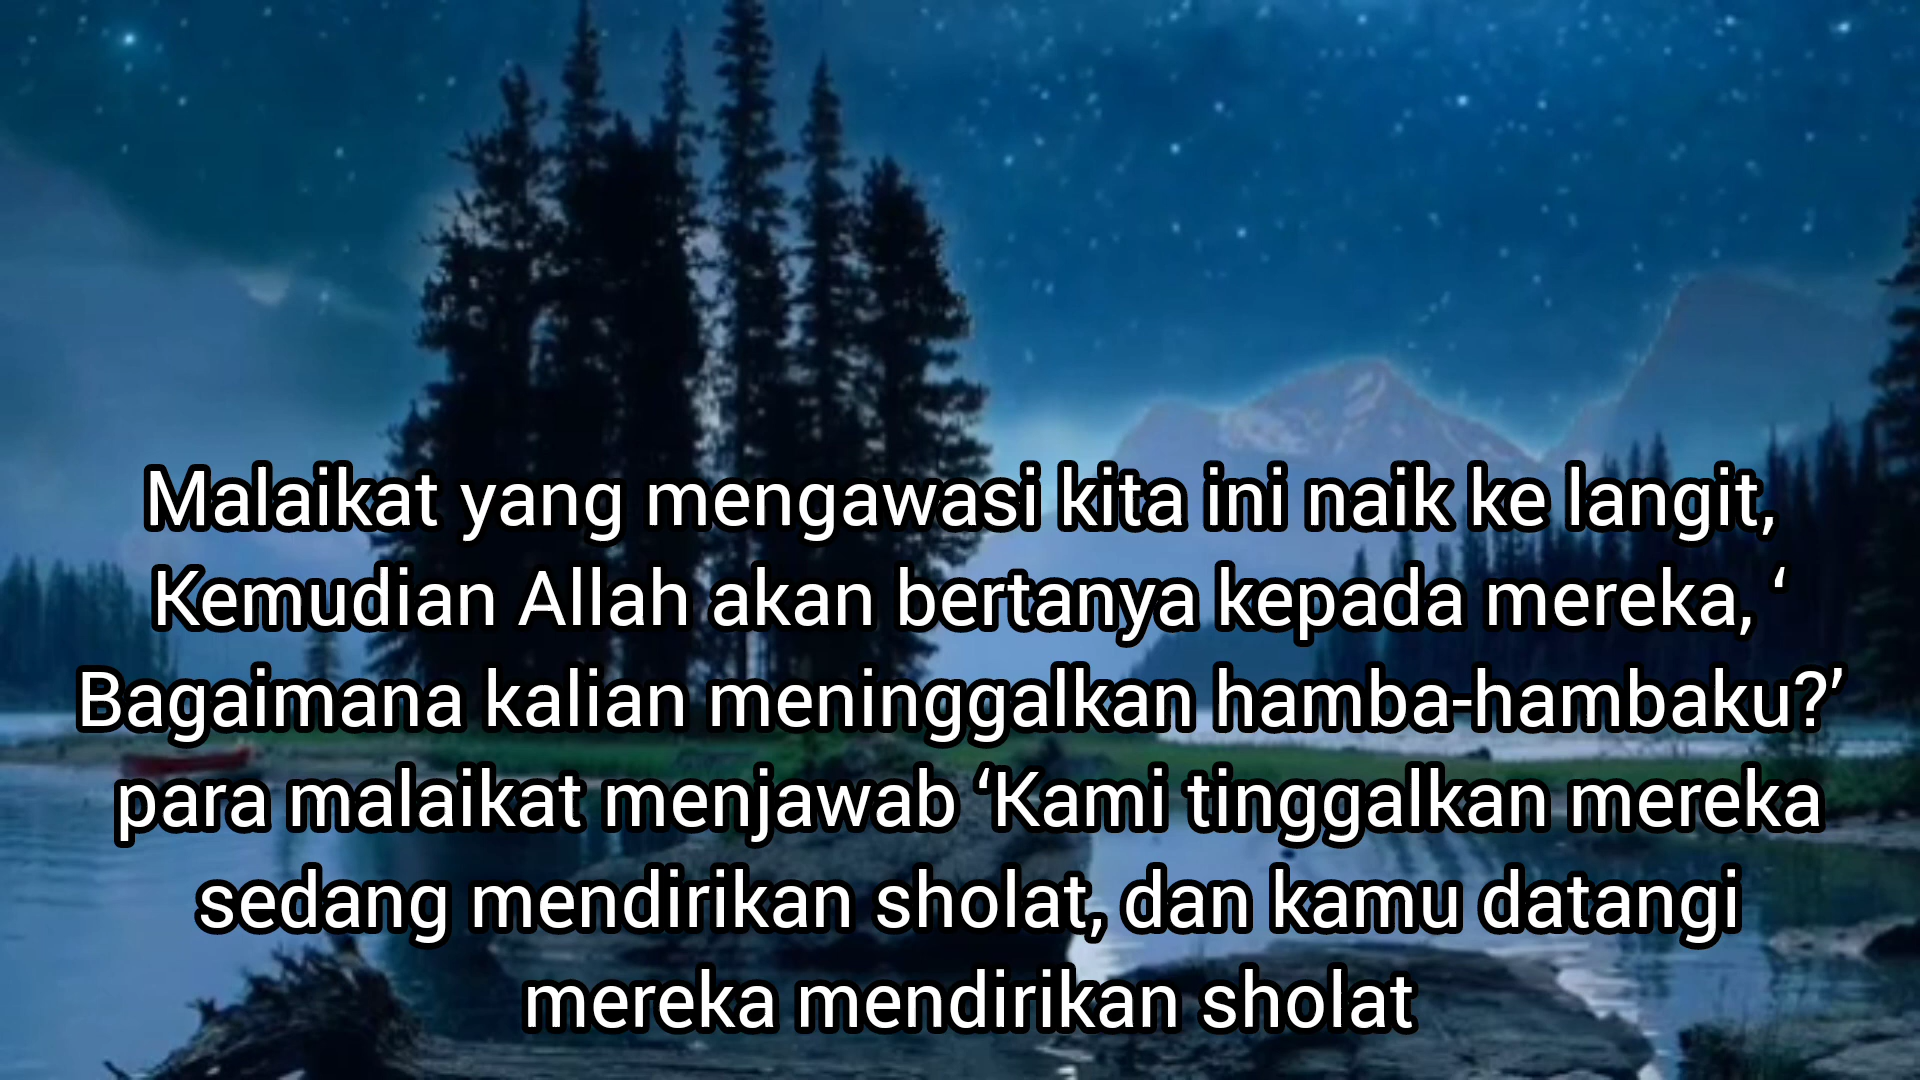 Malaikat yang mengawasi kita ini naik ke langit,
Kemudian Allah akan bertanya kepada mereka, ‘
Bagaimana kalian meninggalkan hamba-hambaku?’
para malaikat menjawab ‘Kami tinggalkan mereka
sedang mendirikan sholat, dan kamu datangi
mereka mendirikan sholat